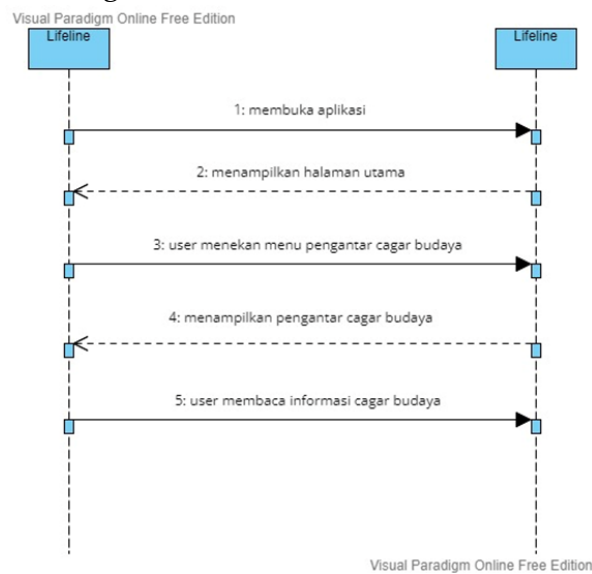 Visual Paradigm Online Free Edition
Lifeline
Lifeline
1: membuka aplikasi
2: menampilkan halaman utama
3: user menekan menu pengantar cagar budaya
4: menampilkan pengantar cagar budaya
5: user membaca informasi cagar budaya
Visual Paradigm Online Free Edition